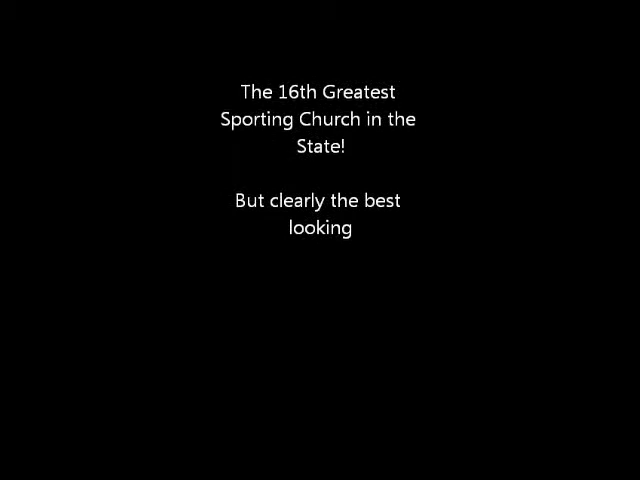 The 16th Greatest
Sporting Church in the
State!
But clearly the best
looking